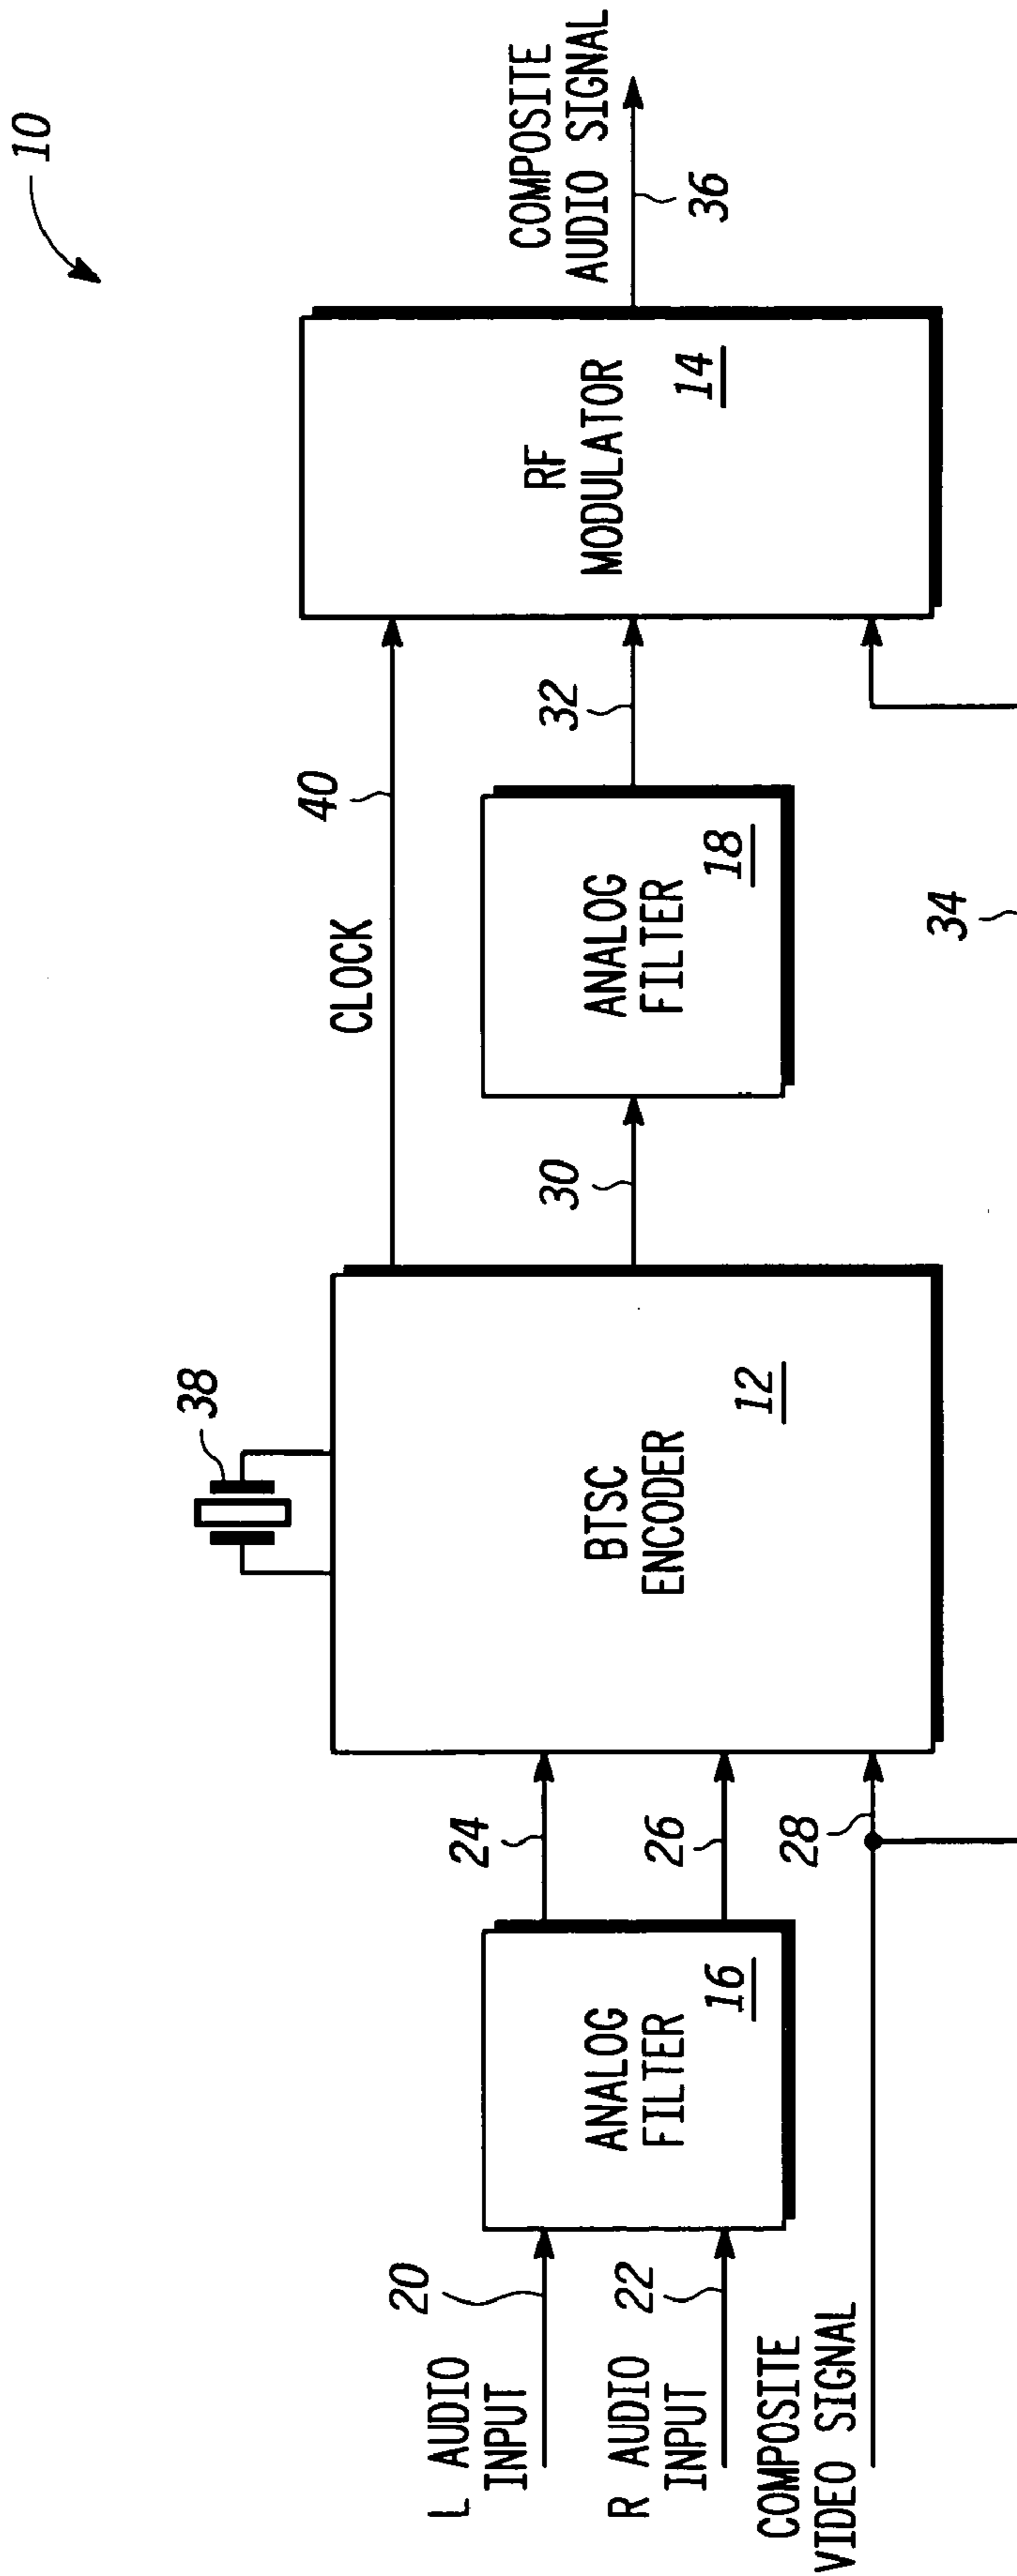 10
38
CLOCK
40
L AUDIO
INPUT
20
R AUDIO
INPUT
22
COMPOSITE
VIDEO SIGNAL
ANALOG
FILTER
16
24
26
28
BTSC
ENCODER
12
30
ANALOG
FILTER
18
32
34
RF
MODULATOR
14
COMPOSITE
AUDIO SIGNAL
36